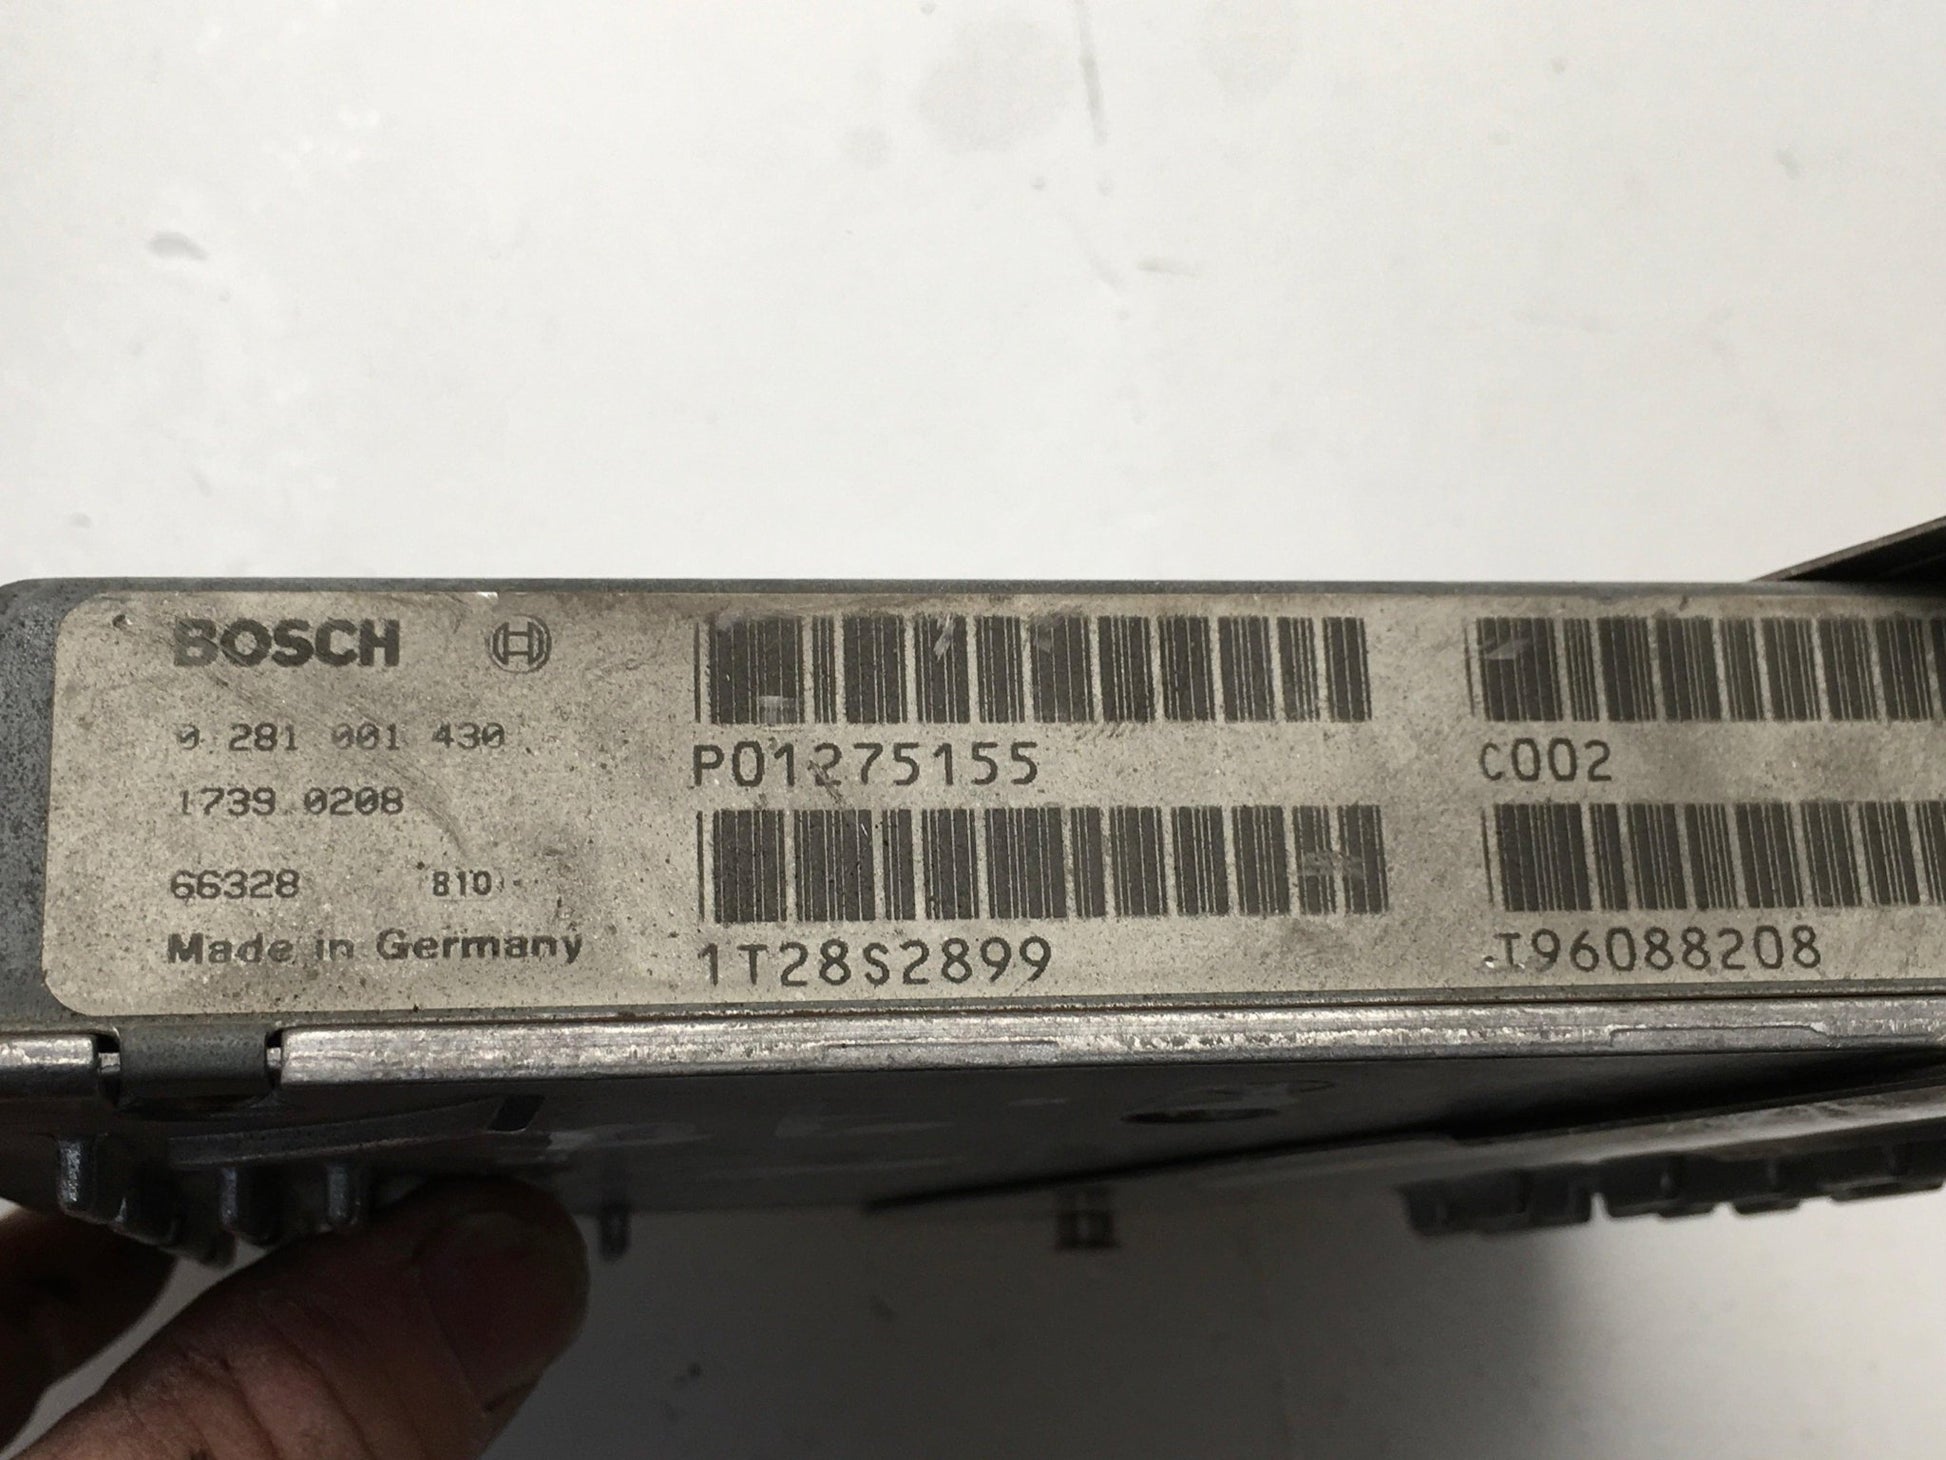 BOSCH
0 281 001 430
1739 0208
66328 810
Made in Germany
P01275155
1T28S2899
C002
T96088208